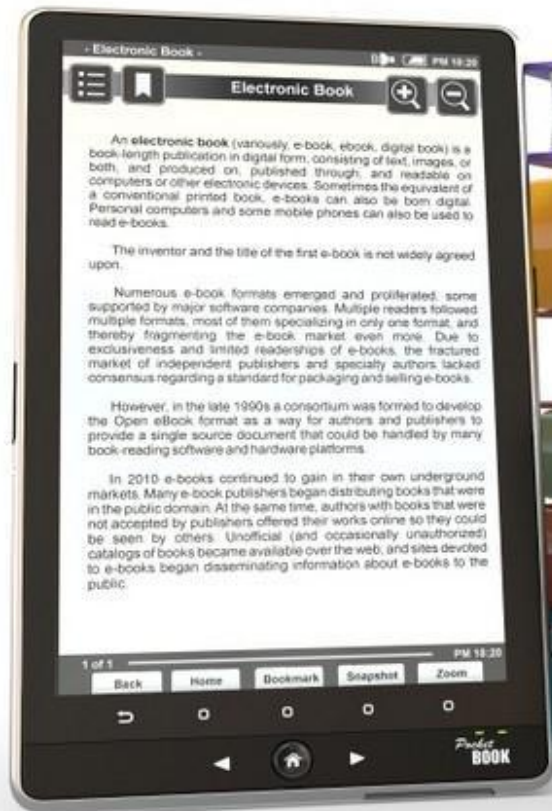 - Electronic Book -
PM 18:20
Electronic Book
An electronic book (variously, e-book, ebook, digital book) is a
book-length publication in digital form, consisting of text, images, or
both, and produced on, published through, and readable on
computers or other electronic devices. Sometimes the equivalent of
a conventional printed book, e-books can also be born digital.
Personal computers and some mobile phones can also be used to
read e-books.
The inventor and the title of the first e-book is not widely agreed
upon.
Numerous e-book formats emerged and proliferated, some
supported by major software companies. Multiple readers followed
multiple formats, most of them specializing in only one format, and
thereby fragmenting the e-book market even more. Due to
exclusiveness and limited readerships of e-books, the fractured
market of independent publishers and specialty authors lacked
consensus regarding a standard for packaging and selling e-books.
However, in the late 1990s a consortium was formed to develop
the Open eBook format as a way for authors and publishers to
provide a single source document that could be handled by many
book-reading software and hardware platforms.
In 2010 e-books continued to gain in their own underground
markets. Many e-book publishers began distributing books that were
in the public domain. At the same time, authors with books that were
not accepted by publishers offered their works online so they could
be seen by others. Unofficial (and occasionally unauthorized)
catalogs of books became available over the web, and sites devoted
to e-books began disseminating information about e-books to the
public.
1 of 1
PM 18:20
Back Home Bookmark Snapshot Zoom
Pocket
BOOK